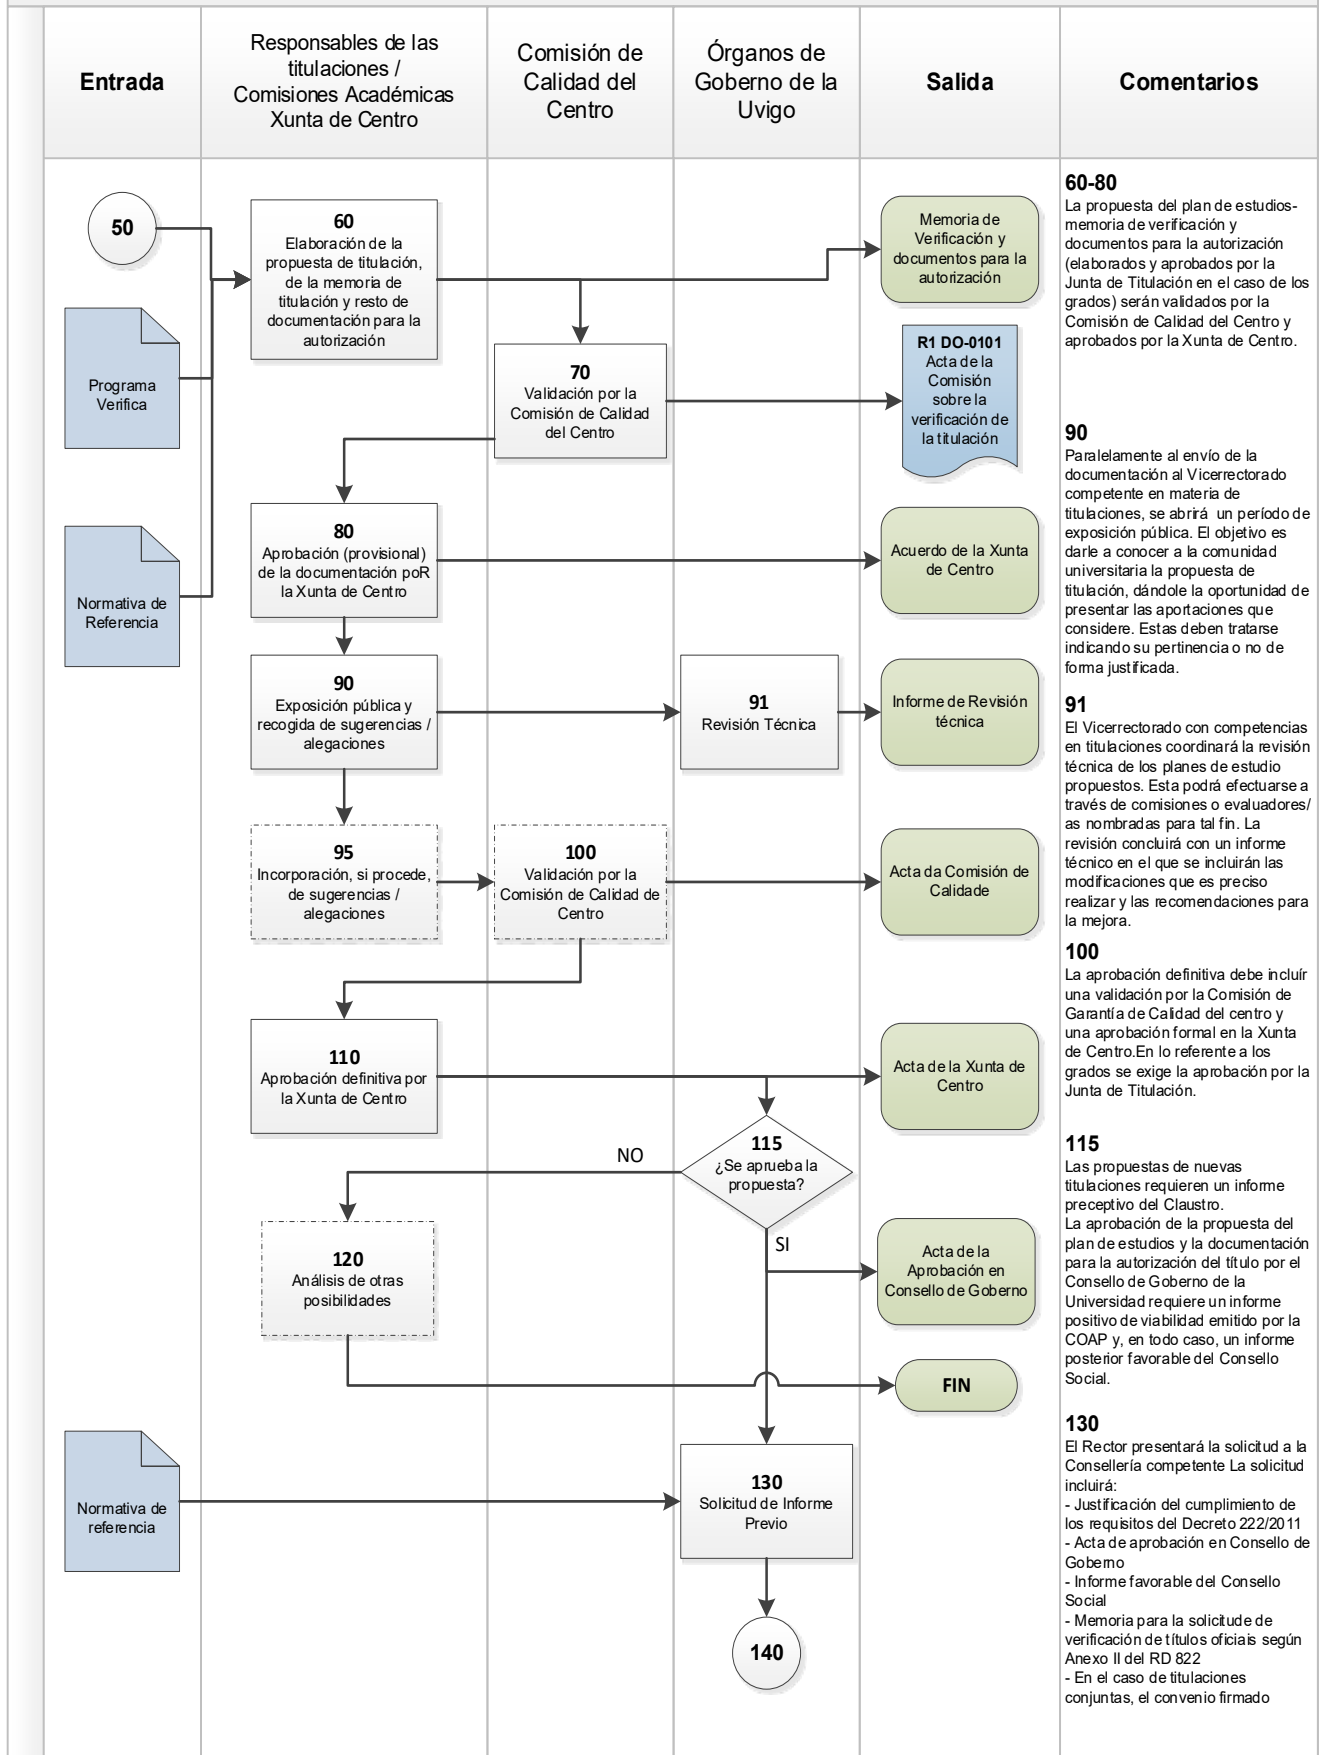 Entrada
Responsables de las
titulaciones /
Comisiones Académicas
Xunta de Centro
Comisión de
Calidad del
Centro
Órganos de
Goberno de la
Uvigo
Salida
Comentarios
50
Programa
Verifica
Normativa de
Referencia
60
Elaboración de la
propuesta de titulación,
de la memoria de
titulación y resto de
documentación para la
autorización
Memoria de
Verificación y
documentos para la
autorización
70
Validación por la
Comisión de Calidad
del Centro
R1 DO-0101
Acta de la
Comisión
sobre la
verificación de
la titulación
80
Aprobación (provisional)
de la documentación poR
la Xunta de Centro
Acuerdo de la Xunta
de Centro
90
Exposición pública y
recogida de sugerencias /
alegaciones
91
Revisión Técnica
Informe de Revisión
técnica
95
Incorporación, si procede,
de sugerencias /
alegaciones
100
Validación por la
Comisión de Calidad de
Centro
Acta da Comisión de
Calidade
110
Aprobación definitiva por
la Xunta de Centro
Acta de la Xunta de
Centro
115
¿Se aprueba la
propuesta?
NO
SI
120
Análisis de otras
posibilidades
Acta de la
Aprobación en
Consello de Goberno
FIN
Normativa de
referencia
130
Solicitud de Informe
Previo
140
60-80
La propuesta del plan de estudios-
memoria de verificación y
documentos para la autorización
(elaborados y aprobados por la
Junta de Titulación en el caso de los
grados) serán validados por la
Comisión de Calidad del Centro y
aprobados por la Xunta de Centro.
90
Paralelamente al envío de la
documentación al Vicerrectorado
competente en materia de
titulaciones, se abrirá un período de
exposición pública. El objetivo es
darle a conocer a la comunidad
universitaria la propuesta de
titulación, dándole la oportunidad de
presentar las aportaciones que
considere. Estas deben tratarse
indicando su pertinencia o no de
forma justificada.
91
El Vicerrectorado con competencias
en titulaciones coordinará la revisión
técnica de los planes de estudio
propuestos. Esta podrá efectuarse a
través de comisiones o evaluadores/
as nombradas para tal fin. La
revisión concluirá con un informe
técnico en el que se incluirán las
modificaciones que es preciso
realizar y las recomendaciones para
la mejora.
100
La aprobación definitiva debe incluír
una validación por la Comisión de
Garantía de Calidad del centro y
una aprobación formal en la Xunta
de Centro.En lo referente a los
grados se exige la aprobación por la
Junta de Titulación.
115
Las propuestas de nuevas
titulaciones requieren un informe
preceptivo del Claustro.
La aprobación de la propuesta del
plan de estudios y la documentación
para la autorización del título por el
Consello de Goberno de la
Universidad requiere un informe
positivo de viabilidad emitido por la
COAP y, en todo caso, un informe
posterior favorable del Consello
Social.
130
El Rector presentará la solicitud a la
Consellería competente La solicitud
incluirá:
- Justificación del cumplimiento de
los requisitos del Decreto 222/2011
- Acta de aprobación en Consello de
Goberno
- Informe favorable del Consello
Social
- Memoria para la solicitude de
verificación de títulos oficiais según
Anexo II del RD 822
- En el caso de titulaciones
conjuntas, el convenio firmado